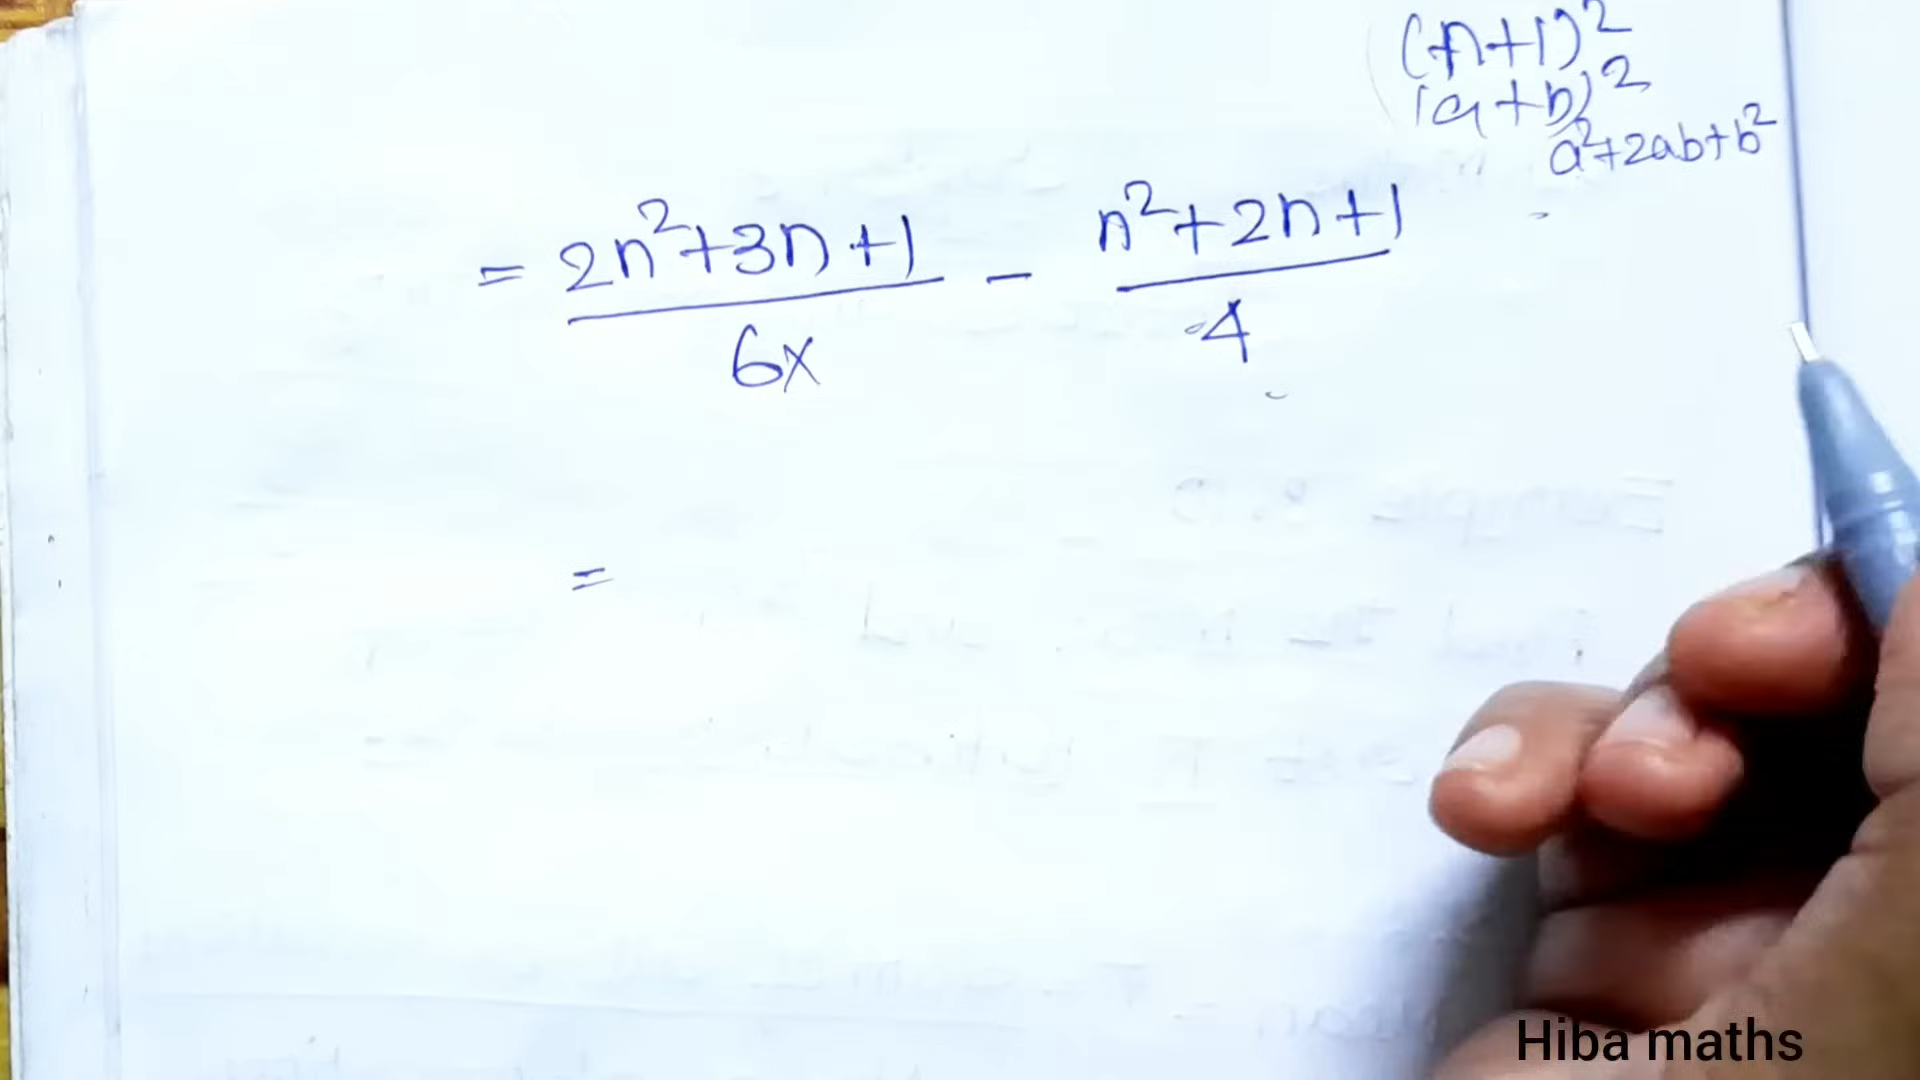 (n+1)²
(a+b)²
a²+2ab+b²
= 2n²+3n+1 / 6x - n²+2n+1 / 4
=
Hiba maths